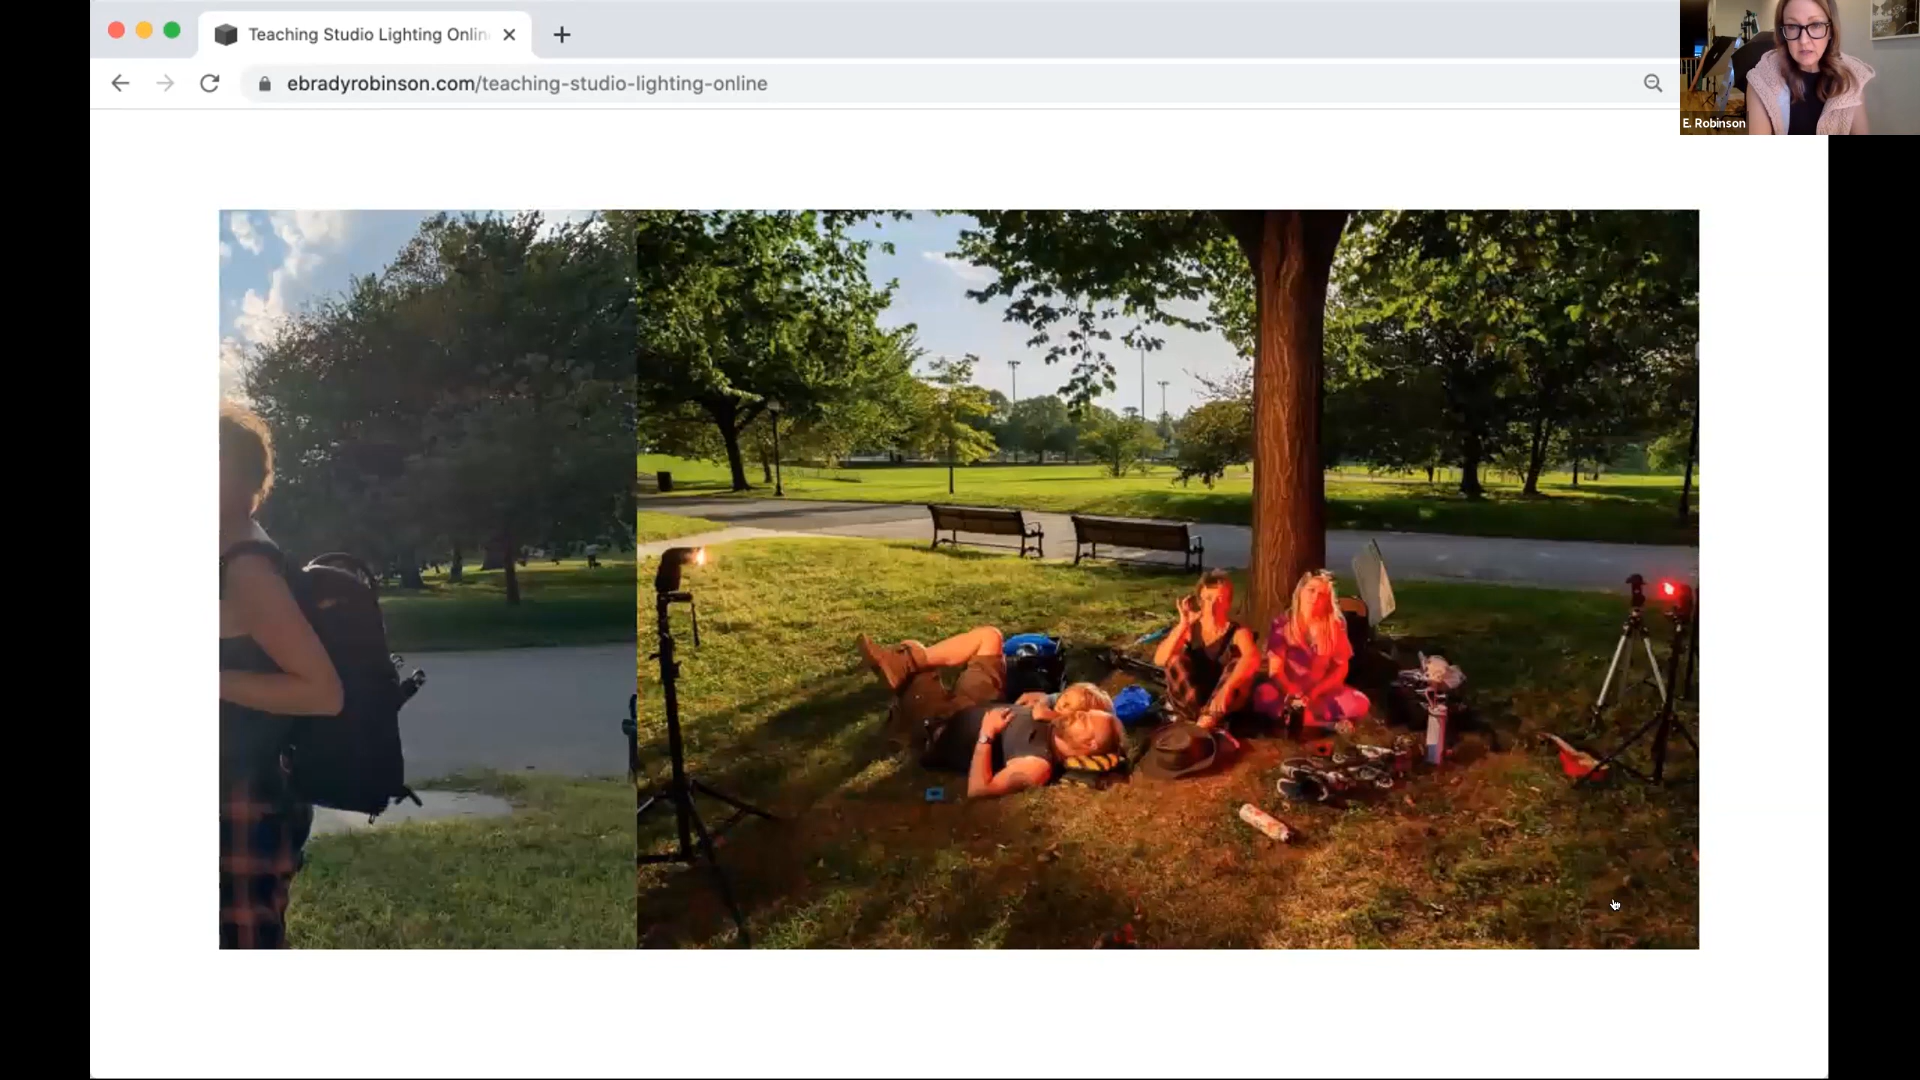 Teaching Studio Lighting Onlin
ebradyrobinson.com/teaching-studio-lighting-online
E. Robinson